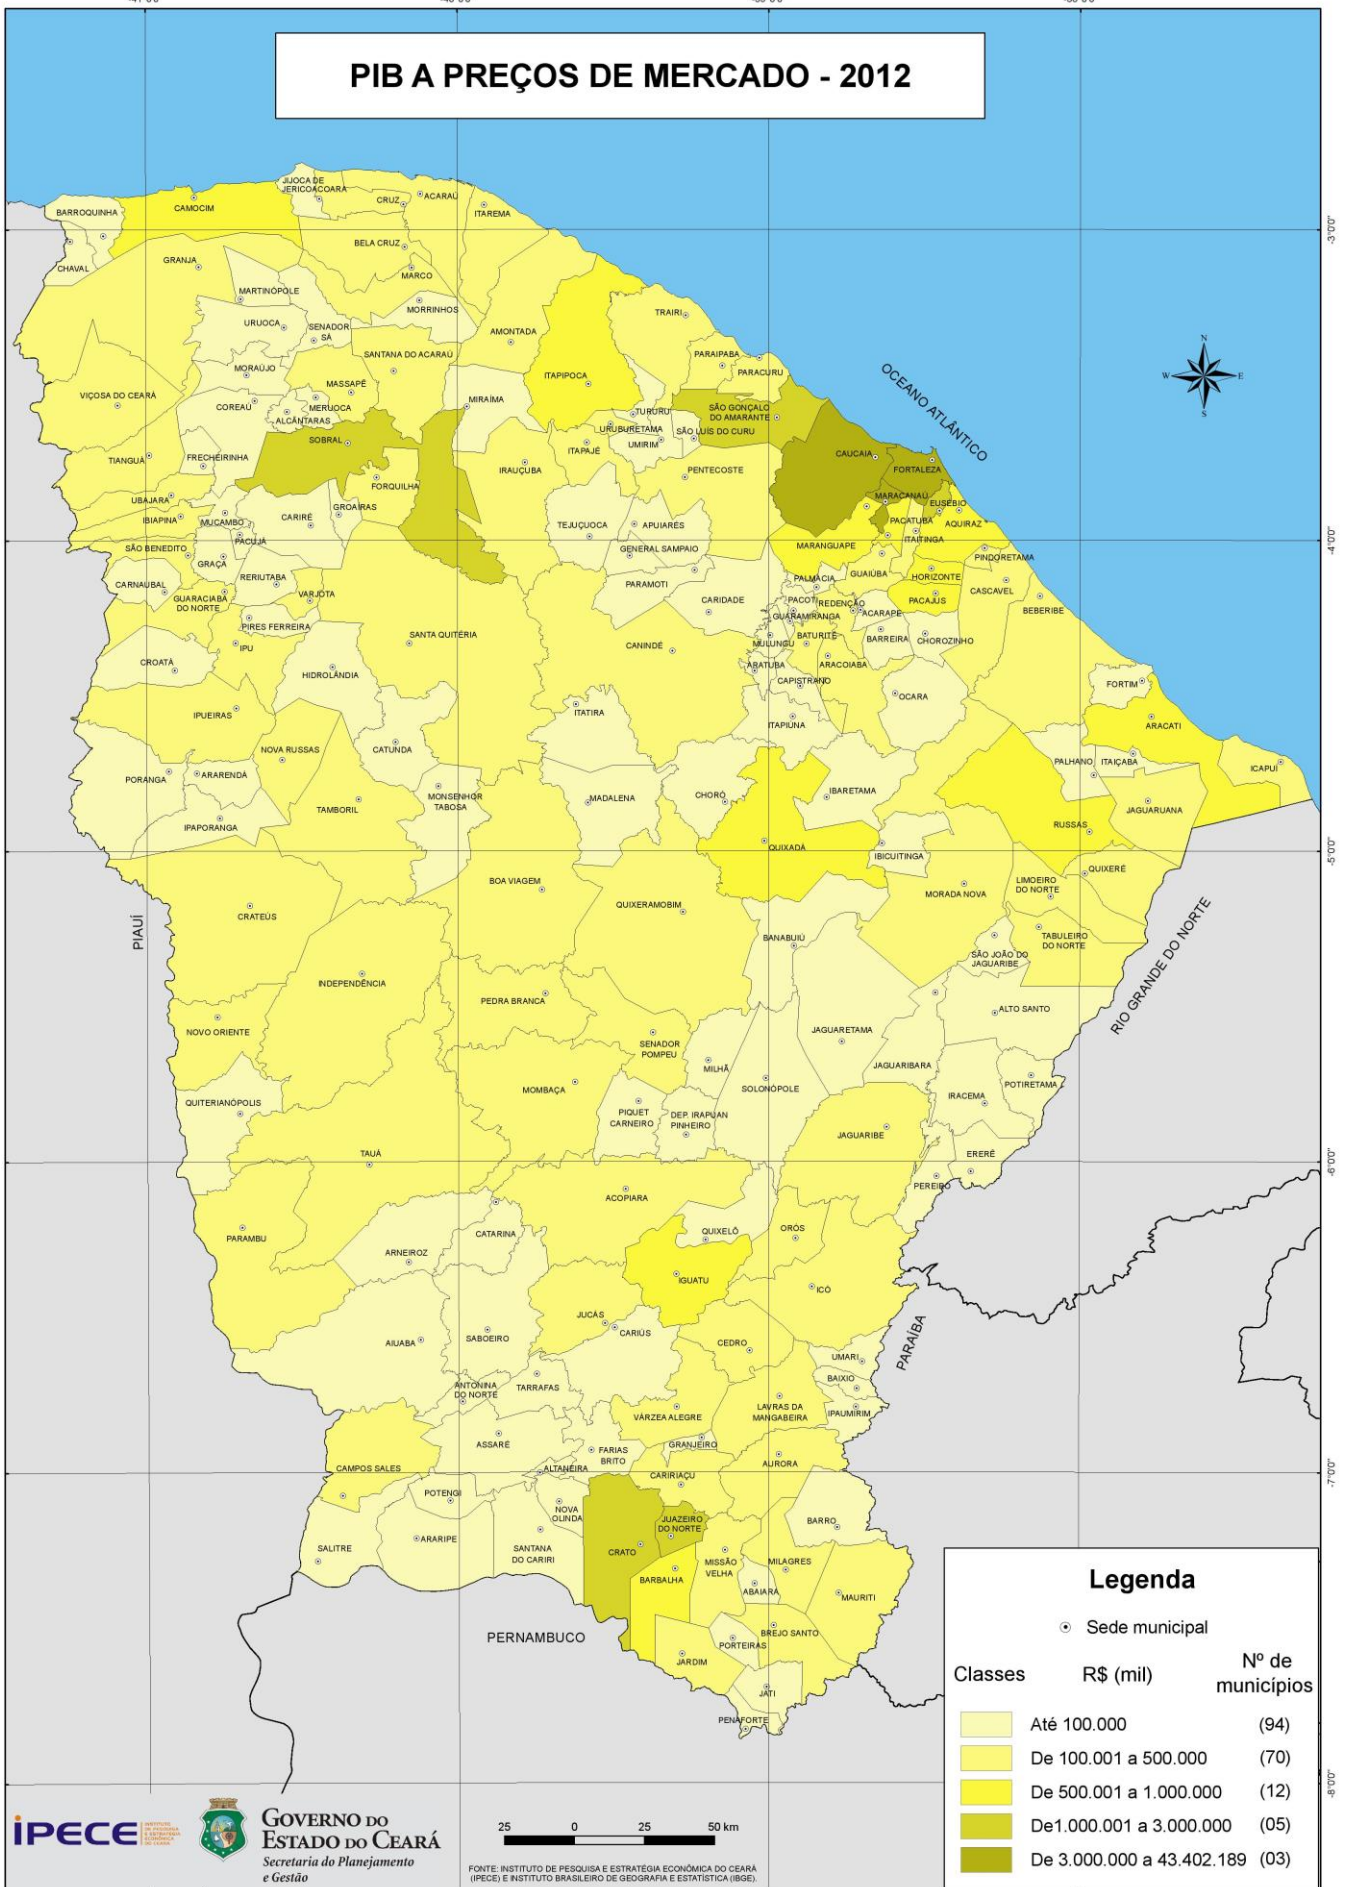 PIB A PREÇOS DE MERCADO - 2012
JIJOCA DE
JERICOACOARA
CRUZ
ACARAÚ
ITAREMA
BARROQUINHA
CAMOCIM
CHAVAL
GRANJA
BELA CRUZ
MARCO
-3°0'0"
MARTINÓPOLE
MORRINHOS
URUOCA
SENADOR
SÁ
AMONTADA
TRAIRI
SANTANA DO ACARAÚ
PARAIPABA
PARACURU
MORAÚJO
ITAPIPOCA
N
W
E
S
OCEANO ATLÂNTICO
VIÇOSA DO CEARÁ
MASSAPÊ
COREAÚ
MERUOCA
ALCÂNTARAS
MIRAÍMA
TURURU
SÃO GONÇALO
DO AMARANTE
URUBURETAMA
SÃO LUÍS DO CURU
UMIRIM
SOBRAL
TIANGUÁ
FRECHEIRINHA
ITAPAJÉ
CAUCAIA
FORTALEZA
IRAUÇUBA
PENTECOSTE
FORQUILHA
UBAJARA
MARACANAÚ
EUSÉBIO
IBIAPINA
MUCAMBO
CARIRÉ
GROAÍRAS
PACATUBA
AQUIRAZ
TEJUÇUOCA
APUIARÉS
PACUJÁ
ITAITINGA
-4°0'0"
SÃO BENEDITO
GRAÇA
GENERAL SAMPAIO
MARANGUAPE
PINDORETAMA
CARNAUBAL
RERIUTABA
PARAMOTI
PALMÁCIA
GUAIÚBA
HORIZONTE
CASCAVEL
GUARACIABA
DO NORTE
VARJOTA
CARIDADE
PACOTI
REDENÇÃO
PACAJUS
BEBERIBE
GUARAMIRANGA
ACARAPE
PIRES FERREIRA
BARREIRA
CHOROZINHO
IPU
SANTA QUITÉRIA
CANINDÉ
MULUNGU
BATURITÉ
CROATÁ
ARATUBA
ARACOIABA
HIDROLÂNDIA
CAPISTRANO
FORTIM
OCARA
IPUEIRAS
ITATIRA
ITAPIÚNA
ARACATI
NOVA RUSSAS
CATUNDA
PALHANO
ITAIÇABA
ICAPUÍ
PORANGA
ARARENDÁ
MONSENHOR
TABOSA
MADALENA
CHORÓ
IBARETAMA
JAGUARUANA
TAMBORIL
IPAPORANGA
RUSSAS
QUIXADÁ
IBICUITINGA
-5°0'0"
QUIXERÉ
BOA VIAGEM
LIMOEIRO
DO NORTE
MORADA NOVA
QUIXERAMOBIM
CRATEÚS
PIAUÍ
BANABUIÚ
TABULEIRO
DO NORTE
SÃO JOÃO DO
JAGUARIBE
RIO GRANDE DO NORTE
INDEPENDÊNCIA
PEDRA BRANCA
ALTO SANTO
NOVO ORIENTE
JAGUARETAMA
SENADOR
POMPEU
JAGUARIBARA
MILHÃ
SOLONÓPOLE
MOMBAÇA
POTIRETAMA
IRACEMA
QUITERIANÓPOLIS
PIQUET
CARNEIRO
DEP. IRAPUAN
PINHEIRO
JAGUARIBE
TAUÁ
ERERÊ
-6°0'0"
PEREIRO
ACOPIARA
PARAMBU
CATARINA
QUIXELÔ
ORÓS
ARNEIROZ
IGUATU
ICÓ
JUCÁS
CARIÚS
AIUABA
SABOEIRO
CEDRO
PARAÍBA
UMARI
BAIXIO
ANTONINA
DO NORTE
TARRAFAS
IPAUMIRIM
LAVRAS DA
MANGABEIRA
VÁRZEA ALEGRE
ASSARÉ
GRANJEIRO
FARIAS
BRITO
AURORA
CAMPOS SALES
ALTANEIRA
CARIRIAÇU
-7°0'0"
POTENGI
NOVA
OLINDA
JUAZEIRO
DO NORTE
BARRO
ARARIPE
SALITRE
SANTANA
DO CARIRI
CRATO
MISSÃO
VELHA
MILAGRES
BARBALHA
ABAIARA
MAURITI
PERNAMBUCO
BREJO SANTO
PORTEIRAS
JARDIM
JATI
PENAFORTE
Legenda
Sede municipal
Classes R$ (mil) Nº de
municípios
Até 100.000 (94)
De 100.001 a 500.000 (70)
De 500.001 a 1.000.000 (12)
De1.000.001 a 3.000.000 (05)
De 3.000.000 a 43.402.189 (03)
-8°0'0"
IPECE
INSTITUTO
DE PESQUISA
E ESTRATÉGIA
ECONÔMICA
DO CEARÁ
GOVERNO DO
ESTADO DO CEARÁ
Secretaria do Planejamento
e Gestão
25 0 25 50 km
FONTE: INSTITUTO DE PESQUISA E ESTRATÉGIA ECONÔMICA DO CEARÁ
(IPECE) E INSTITUTO BRASILEIRO DE GEOGRAFIA E ESTATÍSTICA (IBGE).